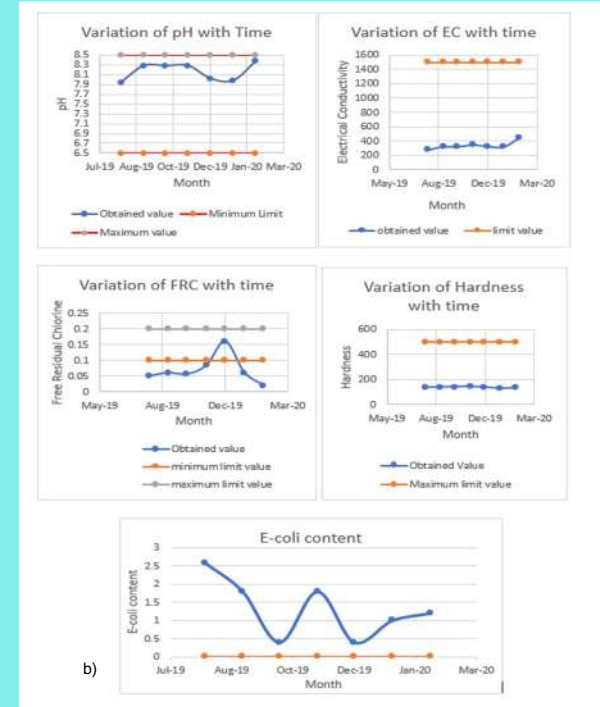 Variation of pH with Time
8.5
8.3
8.1
7.9
7.7
7.5
7.3
7.1
6.9
6.7
6.5
pH
Jul-19 Aug-19 Oct-19 Dec-19 Jan-20 Mar-20
Month
Obtained value Minimum Limit
Maximum value
Variation of EC with time
1600
1400
1200
1000
800
600
400
200
0
Electrical Conductivity
May-19 Aug-19 Dec-19 Mar-20
Month
obtained value limit value
Variation of FRC with time
0.25
0.2
0.15
0.1
0.05
0
Free Residual Chlorine
May-19 Aug-19 Dec-19 Mar-20
Month
Obtained value
minimum limit value
maximum limit value
Variation of Hardness
with time
600
400
200
0
Hardness
May-19 Aug-19 Dec-19 Mar-20
Month
Obtained Value
Maximum limit value
E-coli content
3
2.5
2
1.5
1
0.5
0
E-coli content
Jul-19 Aug-19 Oct-19 Dec-19 Jan-20 Mar-20
Month
b)